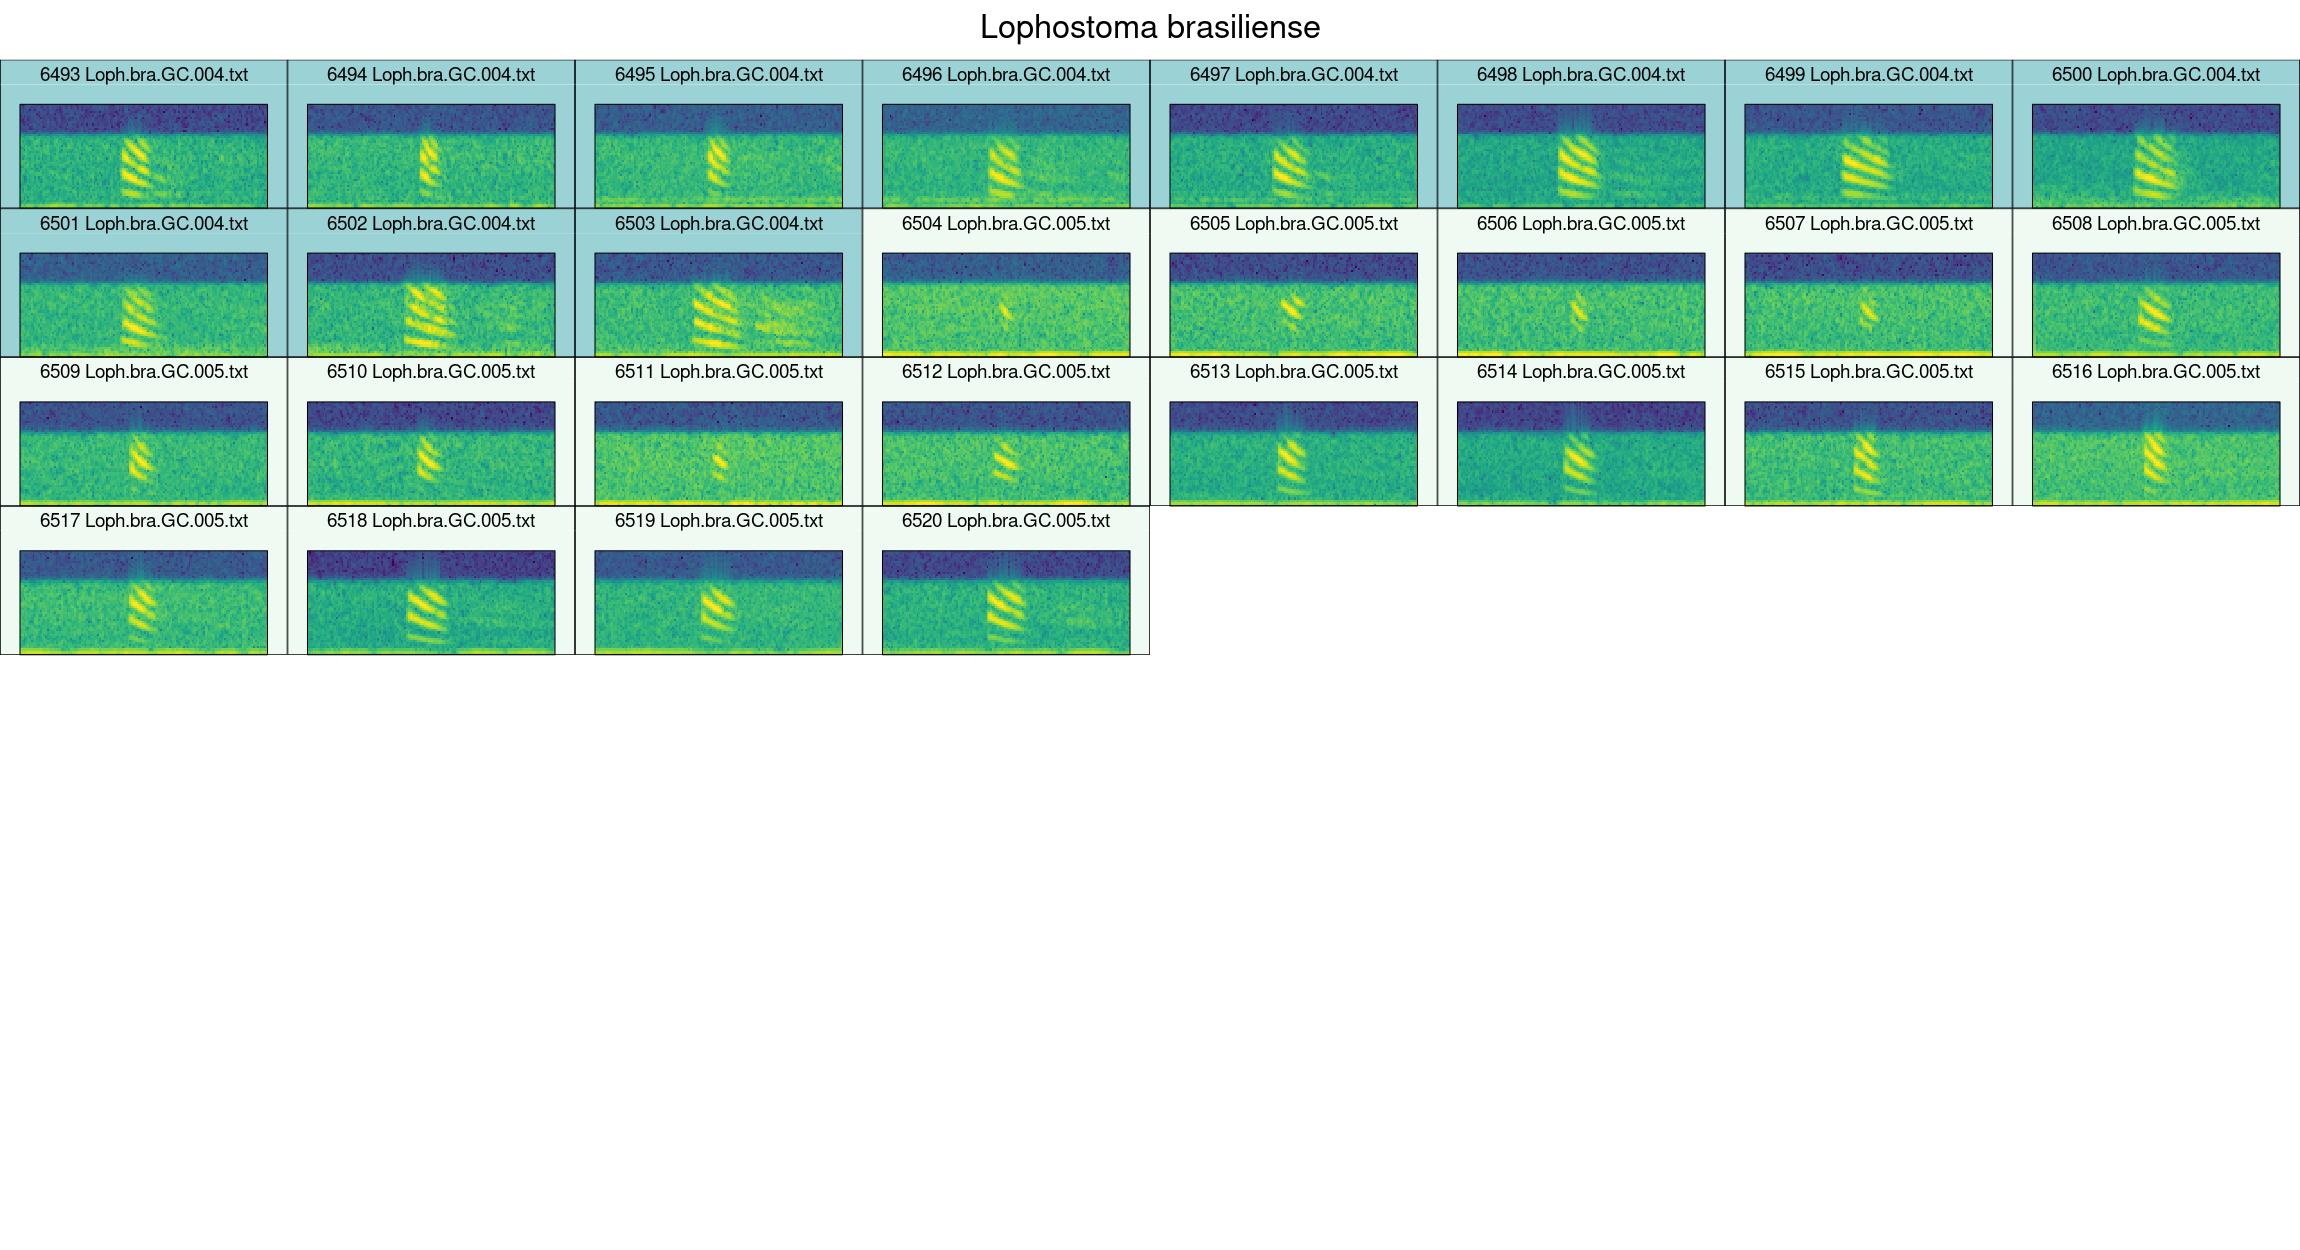 Lophostoma brasiliense
6493 Loph.bra.GC.004.txt 6494 Loph.bra.GC.004.txt 6495 Loph.bra.GC.004.txt 6496 Loph.bra.GC.004.txt 6497 Loph.bra.GC.004.txt 6498 Loph.bra.GC.004.txt 6499 Loph.bra.GC.004.txt 6500 Loph.bra.GC.004.txt
6501 Loph.bra.GC.004.txt 6502 Loph.bra.GC.004.txt 6503 Loph.bra.GC.004.txt 6504 Loph.bra.GC.005.txt 6505 Loph.bra.GC.005.txt 6506 Loph.bra.GC.005.txt 6507 Loph.bra.GC.005.txt 6508 Loph.bra.GC.005.txt
6509 Loph.bra.GC.005.txt 6510 Loph.bra.GC.005.txt 6511 Loph.bra.GC.005.txt 6512 Loph.bra.GC.005.txt 6513 Loph.bra.GC.005.txt 6514 Loph.bra.GC.005.txt 6515 Loph.bra.GC.005.txt 6516 Loph.bra.GC.005.txt
6517 Loph.bra.GC.005.txt 6518 Loph.bra.GC.005.txt 6519 Loph.bra.GC.005.txt 6520 Loph.bra.GC.005.txt